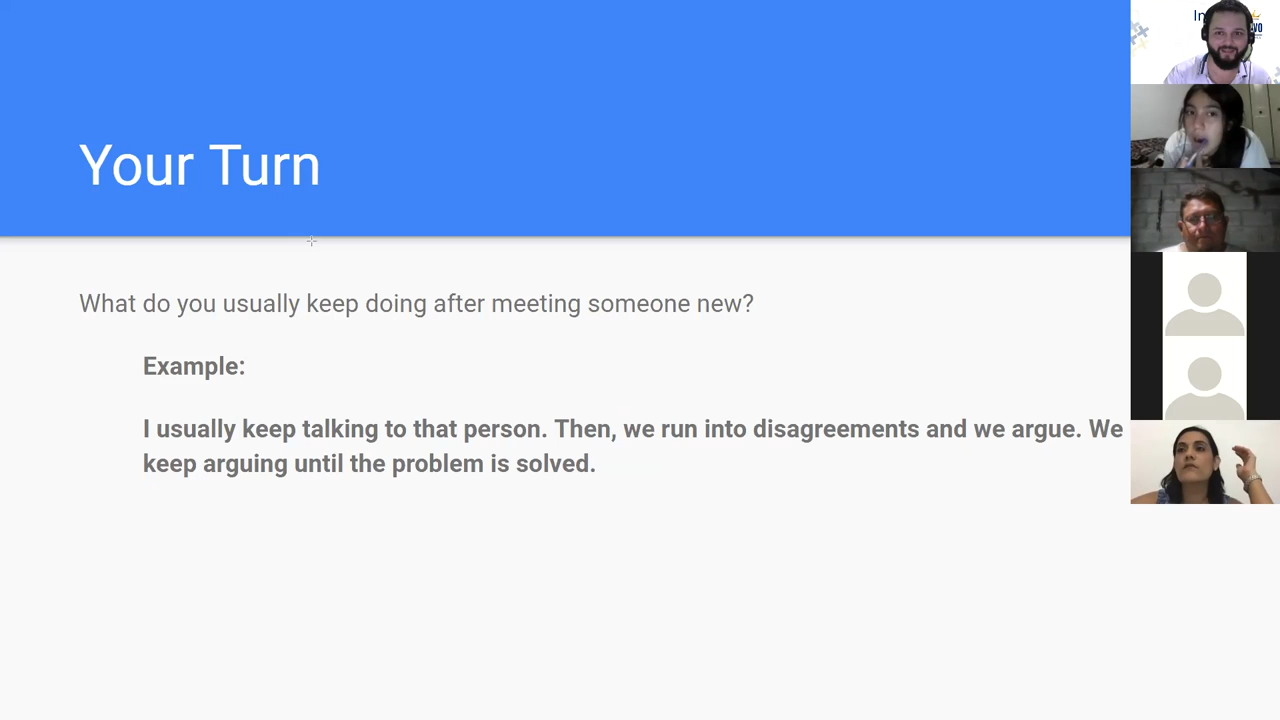 Your Turn
What do you usually keep doing after meeting someone new?
Example:
I usually keep talking to that person. Then, we run into disagreements and we argue. We
keep arguing until the problem is solved.